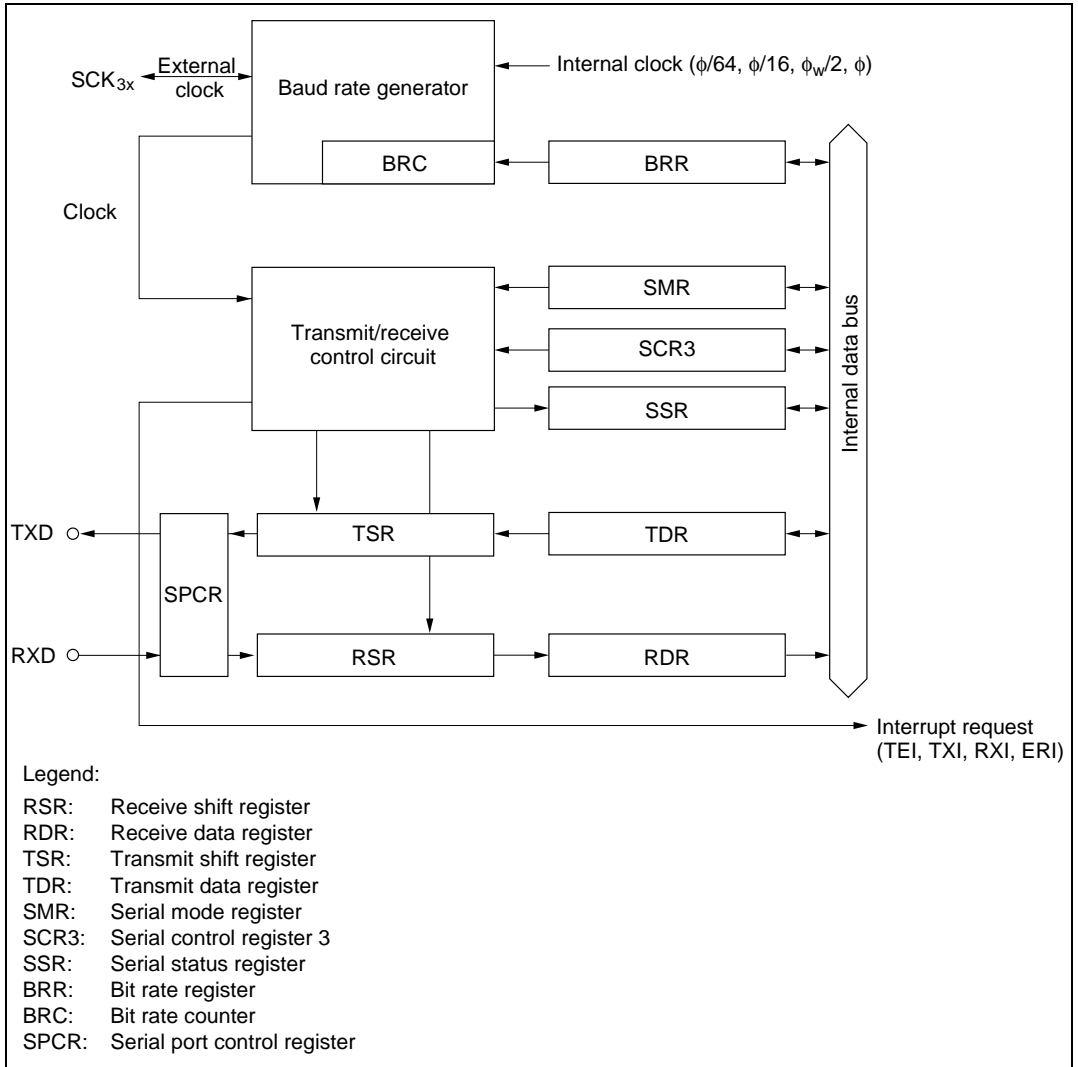 SCK3x
External
clock
Baud rate generator
Internal clock (ϕ/64, ϕ/16, ϕw/2, ϕ)
BRC
BRR
Clock
Transmit/receive
control circuit
SMR
SCR3
SSR
Internal data bus
TXD
TSR
TDR
SPCR
RXD
RSR
RDR
Interrupt request
(TEI, TXI, RXI, ERI)
Legend:
RSR: Receive shift register
RDR: Receive data register
TSR: Transmit shift register
TDR: Transmit data register
SMR: Serial mode register
SCR3: Serial control register 3
SSR: Serial status register
BRR: Bit rate register
BRC: Bit rate counter
SPCR: Serial port control register